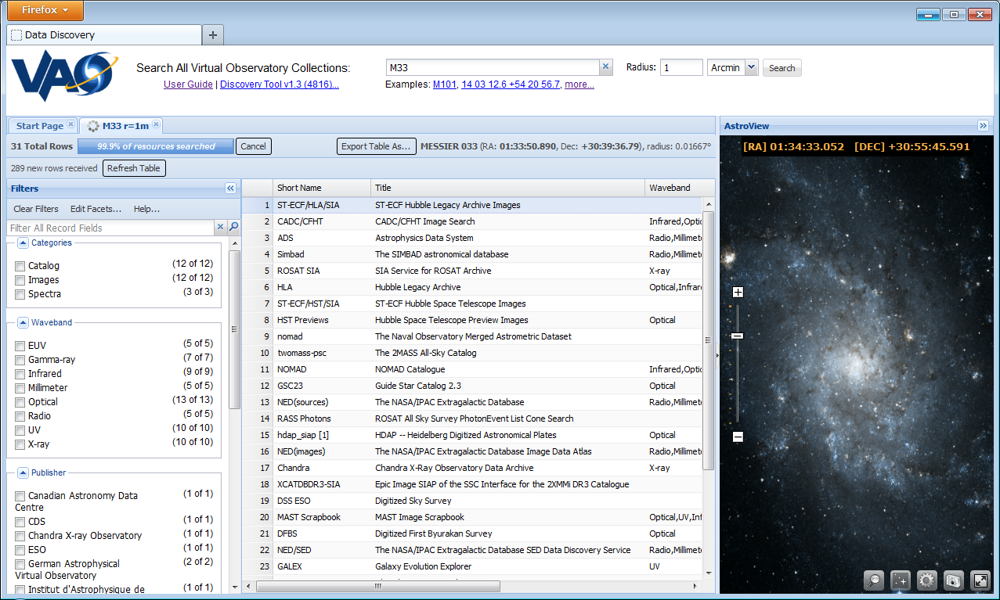 Firefox
Data Discovery
VAO
Search All Virtual Observatory Collections:
M33
Radius:
1
Arcmin
Search
User Guide | Discovery Tool v1.3 (4816)...
Examples: M101, 14 03 12.6 +54 20 56.7, more...
Start Page
M33 r=1m
AstroView
31 Total Rows
99.9% of resources searched
Cancel
Export Table As...
MESSIER 033 (RA: 01:33:50.890, Dec: +30:39:36.79), radius: 0.01667°
[RA] 01:34:33.052 [DEC] +30:55:45.591
289 new rows received
Refresh Table
Filters
Clear Filters
Edit Facets...
Help...
Filter All Record Fields
Categories
Catalog (12 of 12)
Images (12 of 12)
Spectra (3 of 3)
Waveband
EUV (5 of 5)
Gamma-ray (7 of 7)
Infrared (9 of 9)
Millimeter (5 of 5)
Optical (13 of 13)
Radio (5 of 5)
UV (10 of 10)
X-ray (10 of 10)
Publisher
Canadian Astronomy Data (1 of 1)
Centre
CDS (1 of 1)
Chandra X-ray Observatory (1 of 1)
ESO (1 of 1)
German Astrophysical (2 of 2)
Virtual Observatory
Institut d'Astrophysique de (1 of 1)
Short Name Title Waveband
1 ST-ECF/HLA/SIA ST-ECF Hubble Legacy Archive Images
2 CADC/CFHT CADC/CFHT Image Search Infrared,Optic
3 ADS Astrophysics Data System Radio,Millimete
4 Simbad The SIMBAD astronomical database Radio,Millimete
5 ROSAT SIA SIA Service for ROSAT Archive X-ray
6 HLA Hubble Legacy Archive Optical,Infrare
7 ST-ECF/HST/SIA ST-ECF Hubble Space Telescope Images
8 HST Previews Hubble Space Telescope Preview Images Optical
9 nomad The Naval Observatory Merged Astrometric Dataset
10 twomass-psc The 2MASS All-Sky Catalog
11 NOMAD NOMAD Catalogue Infrared,Optic
12 GSC23 Guide Star Catalog 2.3 Optical
13 NED(sources) The NASA/IPAC Extragalactic Database Radio,Millimete
14 RASS Photons ROSAT All Sky Survey PhotonEvent List Cone Search
15 hdap_siap [1] HDAP -- Heidelberg Digitized Astronomical Plates Optical
16 NED(images) The NASA/IPAC Extragalactic Database Image Data Atlas Radio,Millimete
17 Chandra Chandra X-Ray Observatory Data Archive X-ray
18 XCATDBDR3-SIA Epic Image SIAP of the SSC Interface for the 2XMMi DR3 Catalogue
19 DSS ESO Digitized Sky Survey
20 MAST Scrapbook MAST Image Scrapbook Optical,UV,Inf
21 DFBS Digitized First Byurakan Survey Optical
22 NED/SED The NASA/IPAC Extragalactic Database SED Data Discovery Service Radio,Millimete
23 GALEX Galaxy Evolution Explorer UV